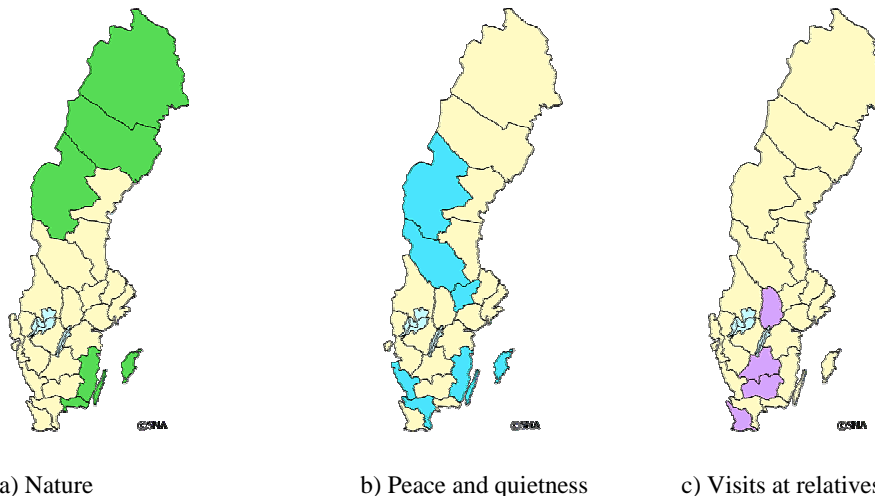 ©SNA ©SNA ©SNA
a) Nature b) Peace and quietness c) Visits at relatives